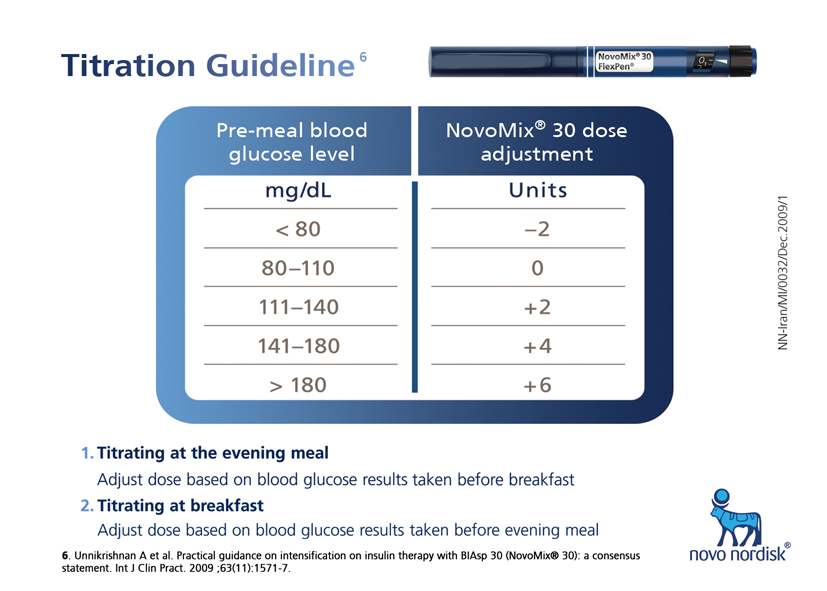 Titration Guideline 6
NovoMix® 30
FlexPen®
Pre-meal blood
glucose level
NovoMix® 30 dose
adjustment
mg/dL Units
< 80 –2
80–110 0
111–140 +2
141–180 +4
> 180 +6
NN-Iran/MI/0032/Dec.2009/1
1. Titrating at the evening meal
Adjust dose based on blood glucose results taken before breakfast
2. Titrating at breakfast
Adjust dose based on blood glucose results taken before evening meal
6. Unnikrishnan A et al. Practical guidance on intensification on insulin therapy with BIAsp 30 (NovoMix® 30): a consensus
statement. Int J Clin Pract. 2009 ;63(11):1571-7.
novo nordisk®